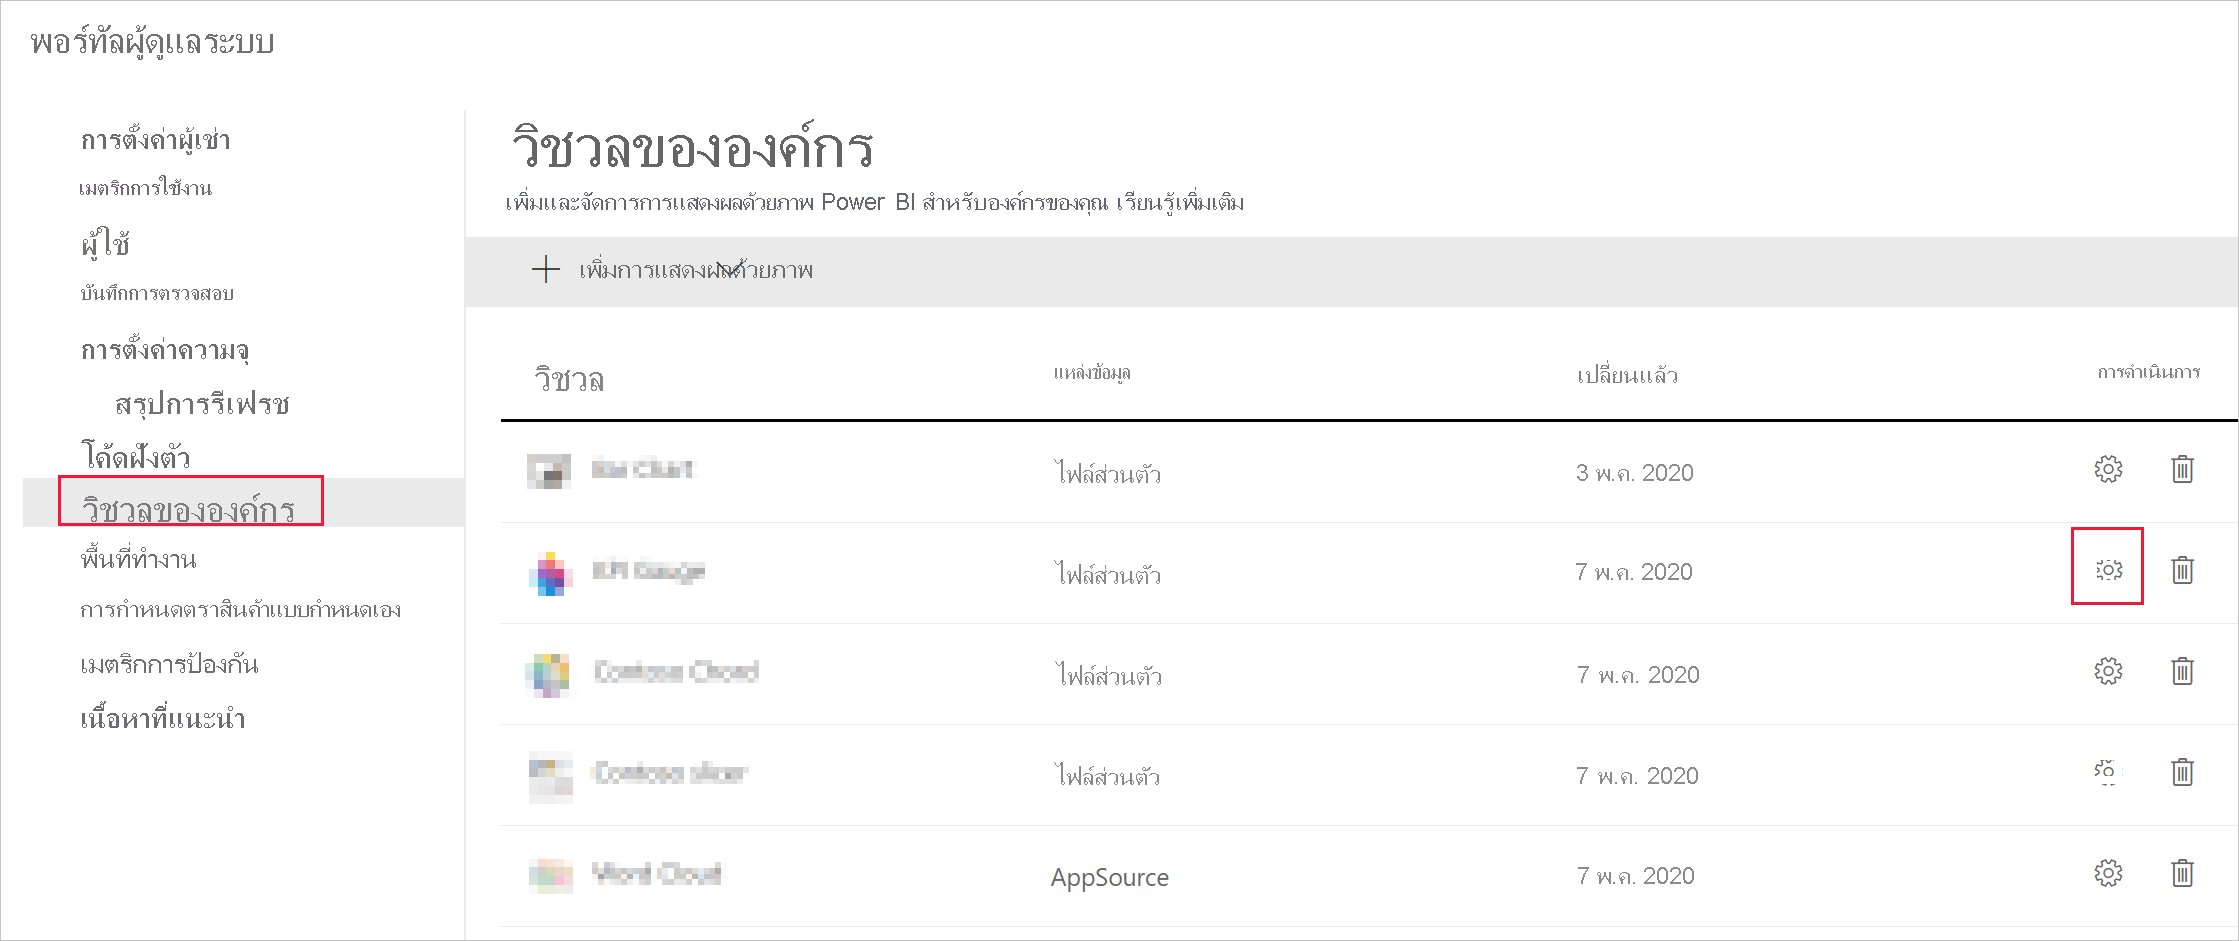 พอร์ทัลผู้ดูแลระบบ
การตั้งค่าผู้เช่า
เมตริกการใช้งาน
ผู้ใช้
บันทึกการตรวจสอบ
การตั้งค่าความจุ
สรุปการรีเฟรช
โค้ดฝังตัว
วิชวลขององค์กร
พื้นที่ทำงาน
การกำหนดตราสินค้าแบบกำหนดเอง
เมตริกการป้องกัน
เนื้อหาที่แนะนำ
วิชวลขององค์กร
เพิ่มและจัดการการแสดงผลด้วยภาพ Power BI สำหรับองค์กรของคุณ เรียนรู้เพิ่มเติม
เพิ่มการแสดงผลด้วยภาพ
วิชวล แหล่งข้อมูล เปลี่ยนแล้ว การดำเนินการ
Bar Chart ไฟล์ส่วนตัว 3 พ.ค. 2020
KPI Gauge ไฟล์ส่วนตัว 7 พ.ค. 2020
Contoso Chord ไฟล์ส่วนตัว 7 พ.ค. 2020
Contoso slicer ไฟล์ส่วนตัว 7 พ.ค. 2020
Word Cloud AppSource 7 พ.ค. 2020